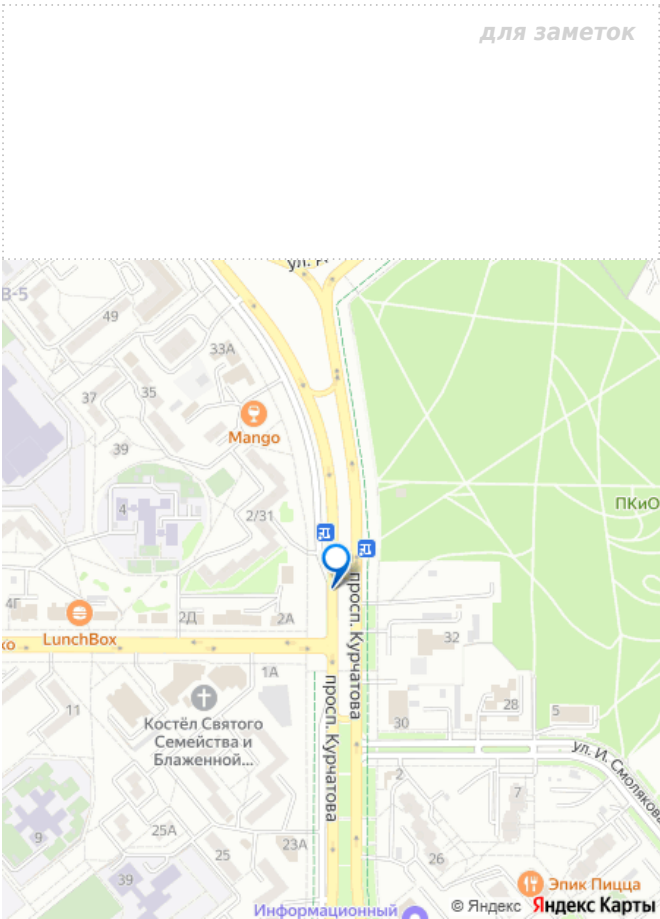 для заметок
ул.
В-5
49
33А
37
35
Mango
39
4
2/31
ПКиО
4Г
2Д
2А
LunchBox
ко
просп. Курчатова
32
1А
11
Костёл Святого
Семейства и
Блаженной...
просп. Курчатова
28
5
30
ул. И. Смолякова
2
7
9
25А
25
23А
39
26
Эпик Пицца
Информационный
© Яндекс Яндекс Карты